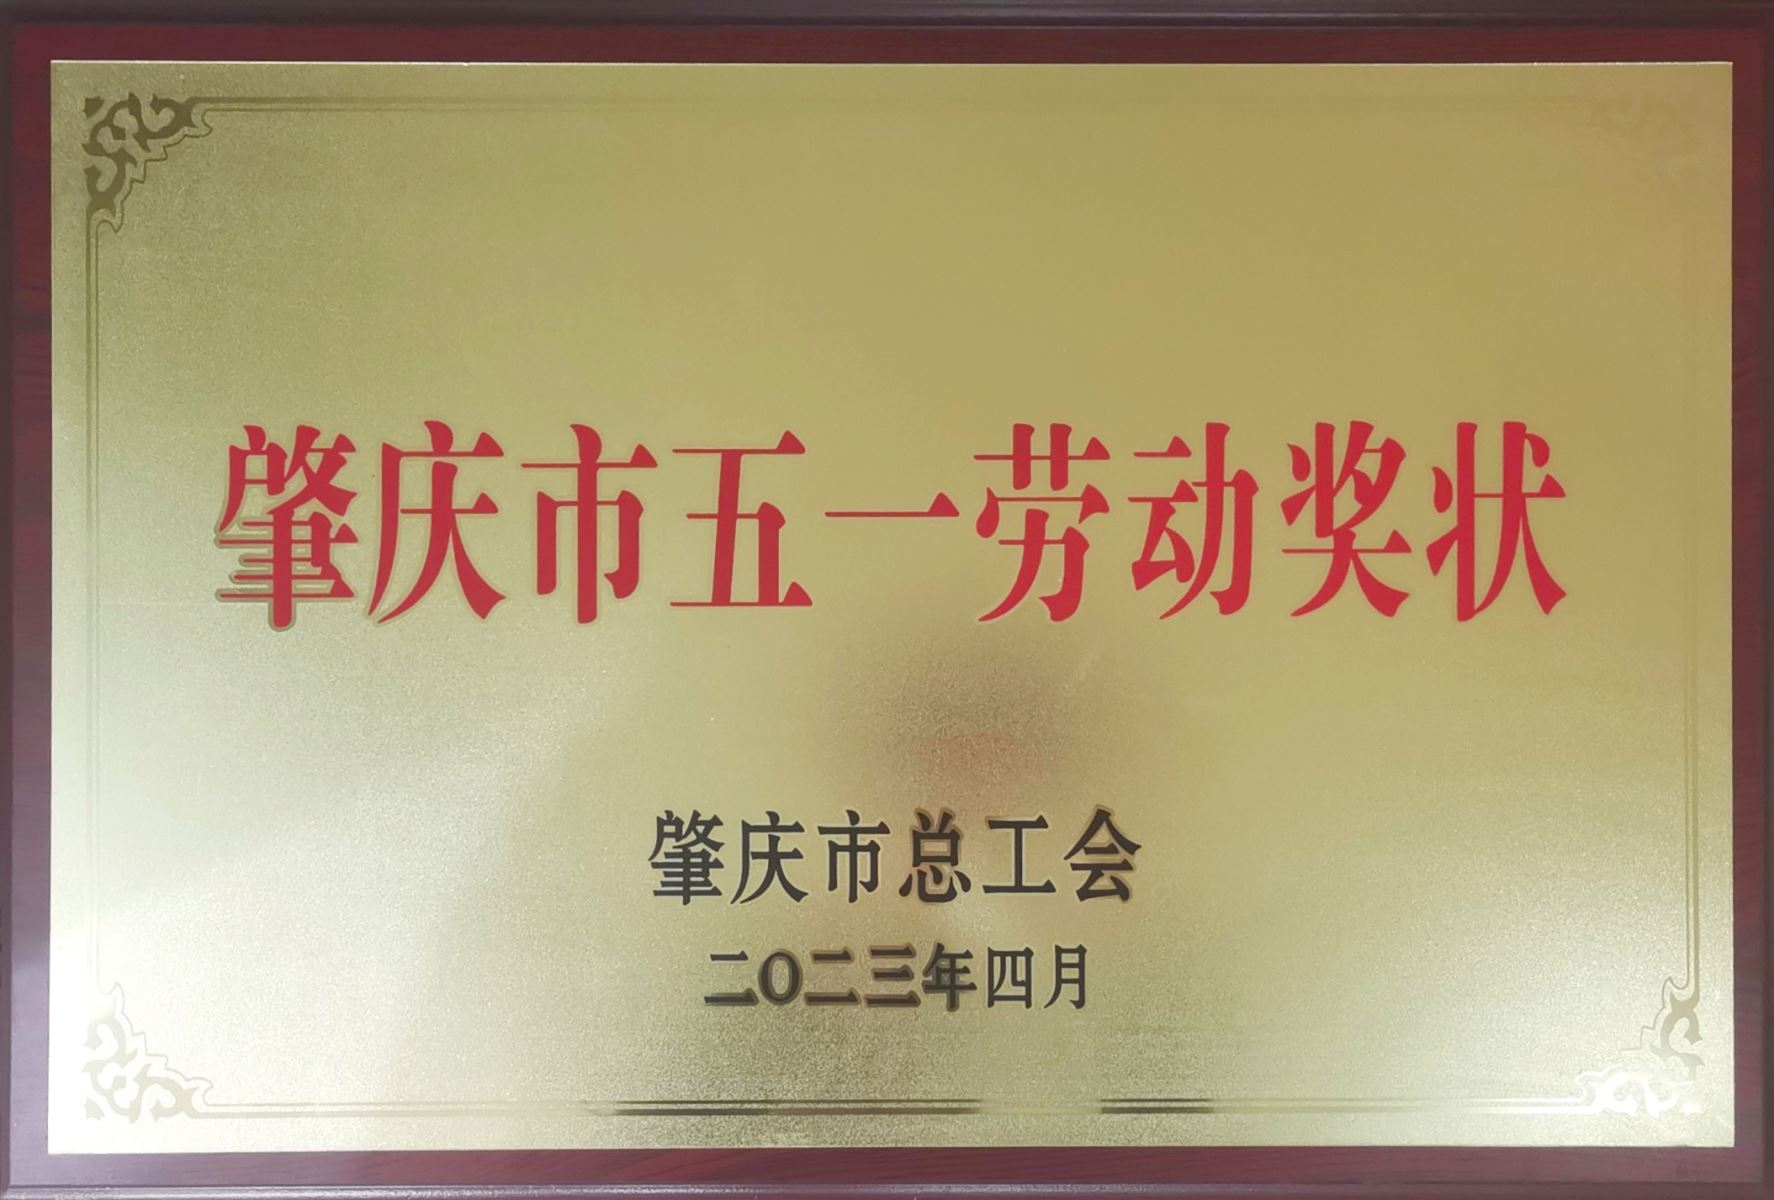 肇庆市五一劳动奖状
肇庆市总工会
二〇二三年四月